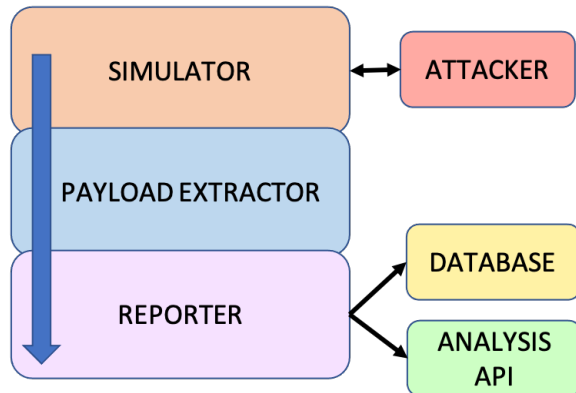 SIMULATOR
ATTACKER
PAYLOAD EXTRACTOR
DATABASE
REPORTER
ANALYSIS
API